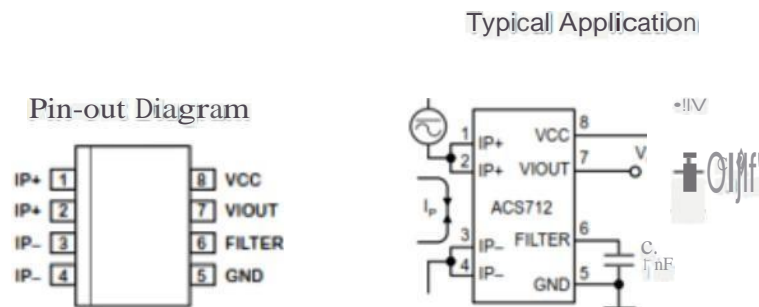 Typical Application
Pin-out Diagram
IP+ 1
IP+ 2
IP– 3
IP– 4
8 VCC
7 VIOUT
6 FILTER
5 GND
1 IP+
2 IP+
3 IP–
4 IP–
IP
ACS712
VCC 8
VIOUT 7
FILTER 6
GND 5
nF